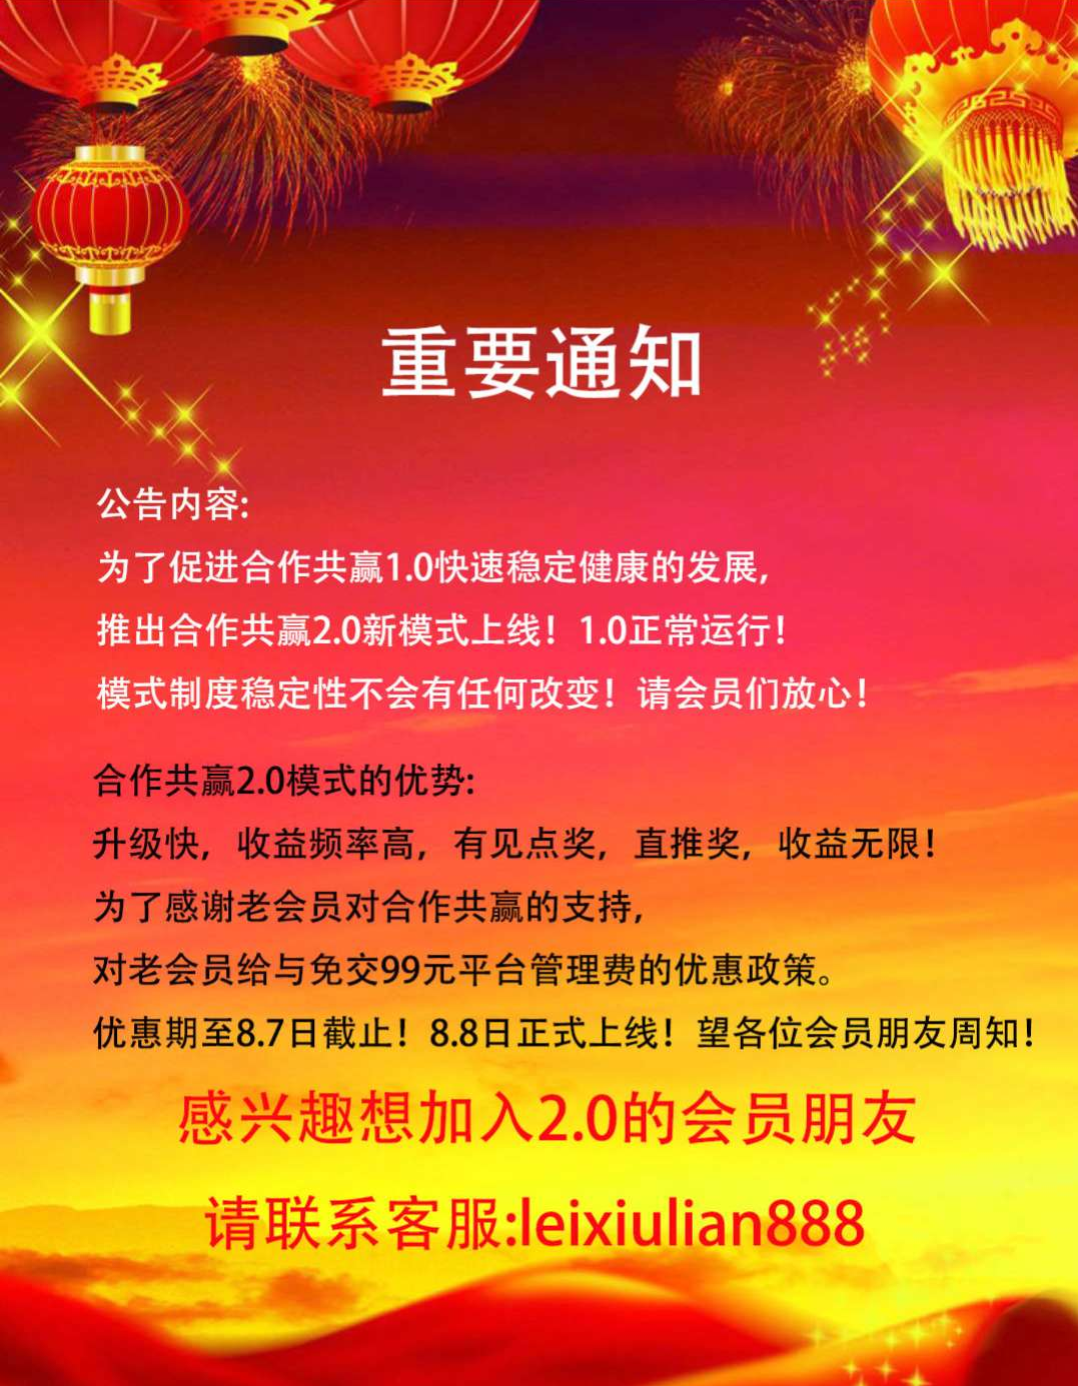 重要通知
公告内容:
为了促进合作共赢1.0快速稳定健康的发展,
推出合作共赢2.0新模式上线！1.0正常运行！
模式制度稳定性不会有任何改变！请会员们放心！
合作共赢2.0模式的优势:
升级快，收益频率高，有见点奖，直推奖，收益无限！
为了感谢老会员对合作共赢的支持,
对老会员给与免交99元平台管理费的优惠政策。
优惠期至8.7日截止！8.8日正式上线！望各位会员朋友周知！
感兴趣想加入2.0的会员朋友
请联系客服:leixiulian888